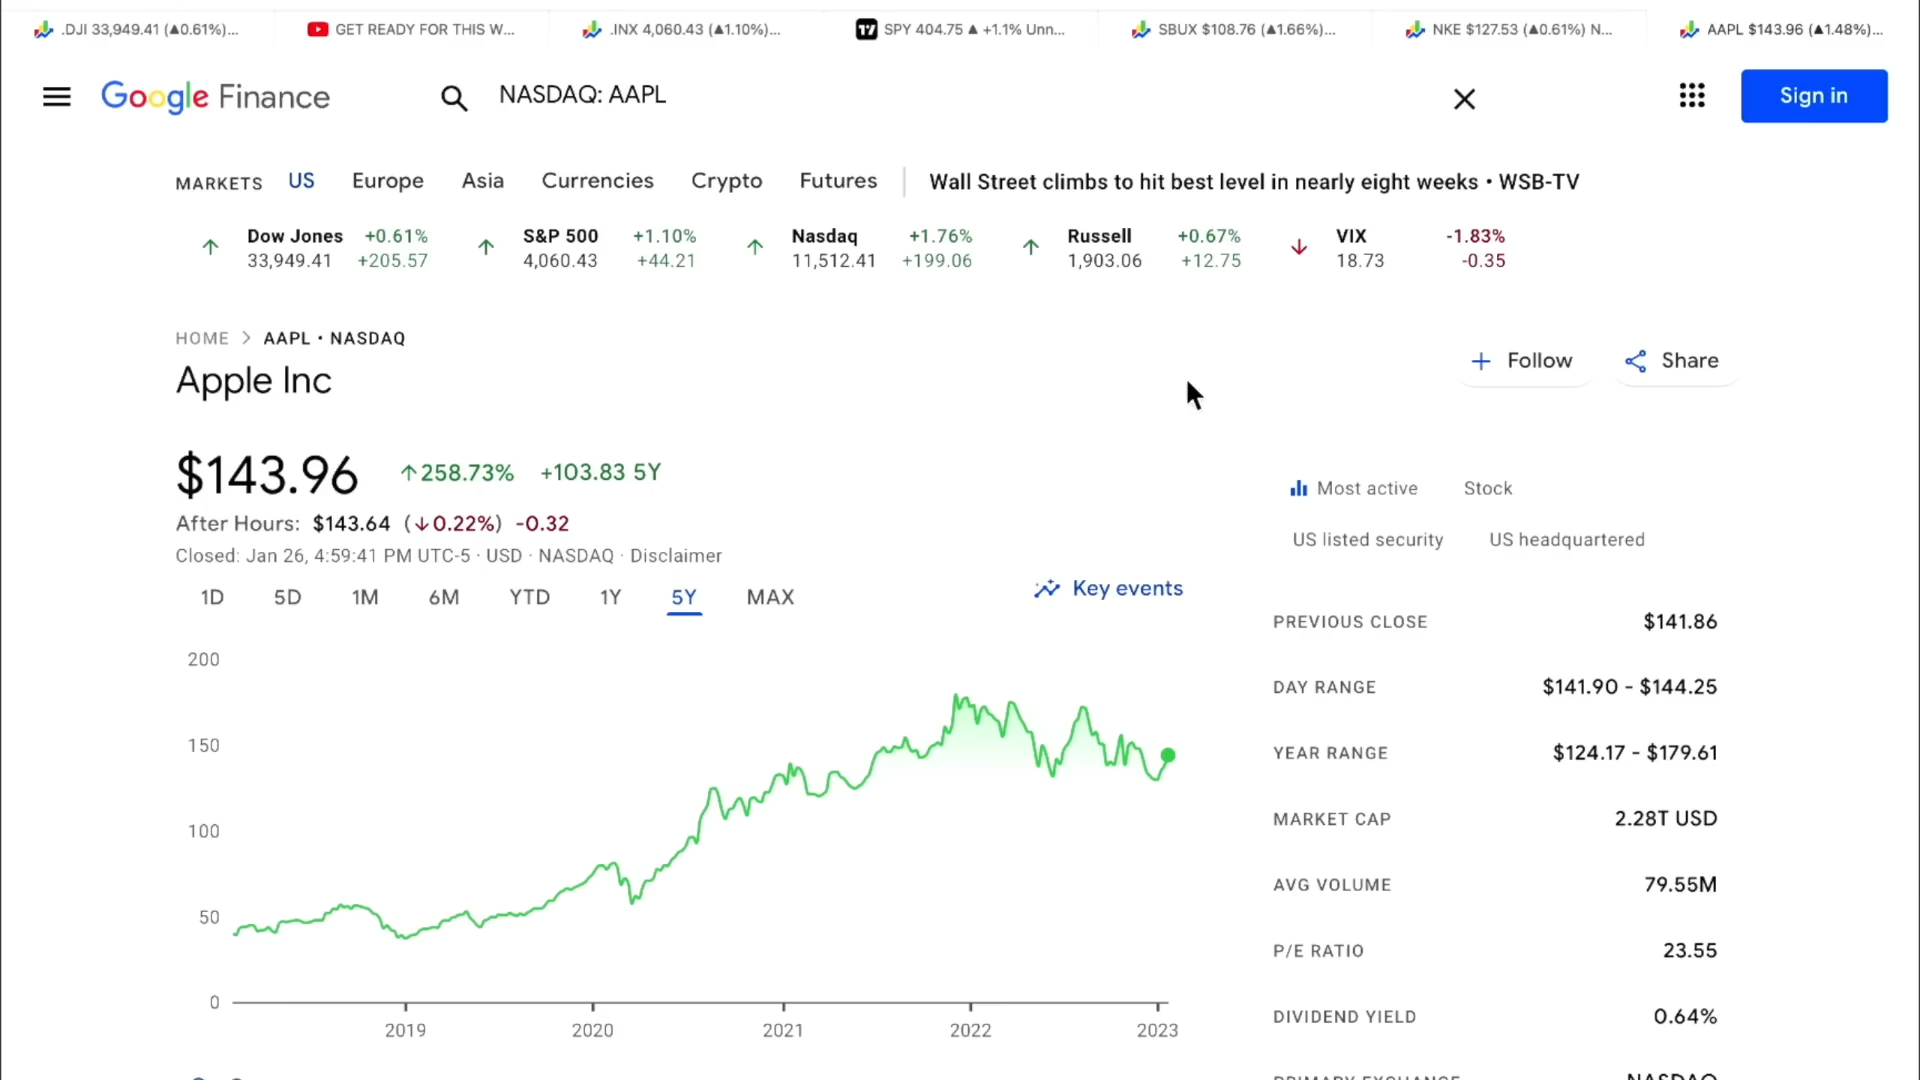 .DJI 33,949.41 (▲0.61%)...
GET READY FOR THIS W...
.INX 4,060.43 (▲1.10%)...
SPY 404.75 ▲ +1.1% Unn...
SBUX $108.76 (▲1.66%)...
NKE $127.53 (▲0.61%) N...
AAPL $143.96 (▲1.48%)...
Google Finance
NASDAQ: AAPL
Sign in
MARKETS US Europe Asia Currencies Crypto Futures
Wall Street climbs to hit best level in nearly eight weeks • WSB-TV
Dow Jones +0.61%
33,949.41 +205.57
S&P 500 +1.10%
4,060.43 +44.21
Nasdaq +1.76%
11,512.41 +199.06
Russell +0.67%
1,903.06 +12.75
VIX -1.83%
18.73 -0.35
HOME > AAPL • NASDAQ
Apple Inc
+ Follow
Share
$143.96 ↑258.73% +103.83 5Y
After Hours: $143.64 (↓0.22%) -0.32
Closed: Jan 26, 4:59:41 PM UTC-5 · USD · NASDAQ · Disclaimer
1D 5D 1M 6M YTD 1Y 5Y MAX
Key events
200
150
100
50
0
2019 2020 2021 2022 2023
Most active Stock
US listed security US headquartered
PREVIOUS CLOSE $141.86
DAY RANGE $141.90 - $144.25
YEAR RANGE $124.17 - $179.61
MARKET CAP 2.28T USD
AVG VOLUME 79.55M
P/E RATIO 23.55
DIVIDEND YIELD 0.64%
PRIMARY EXCHANGE NASDAQ